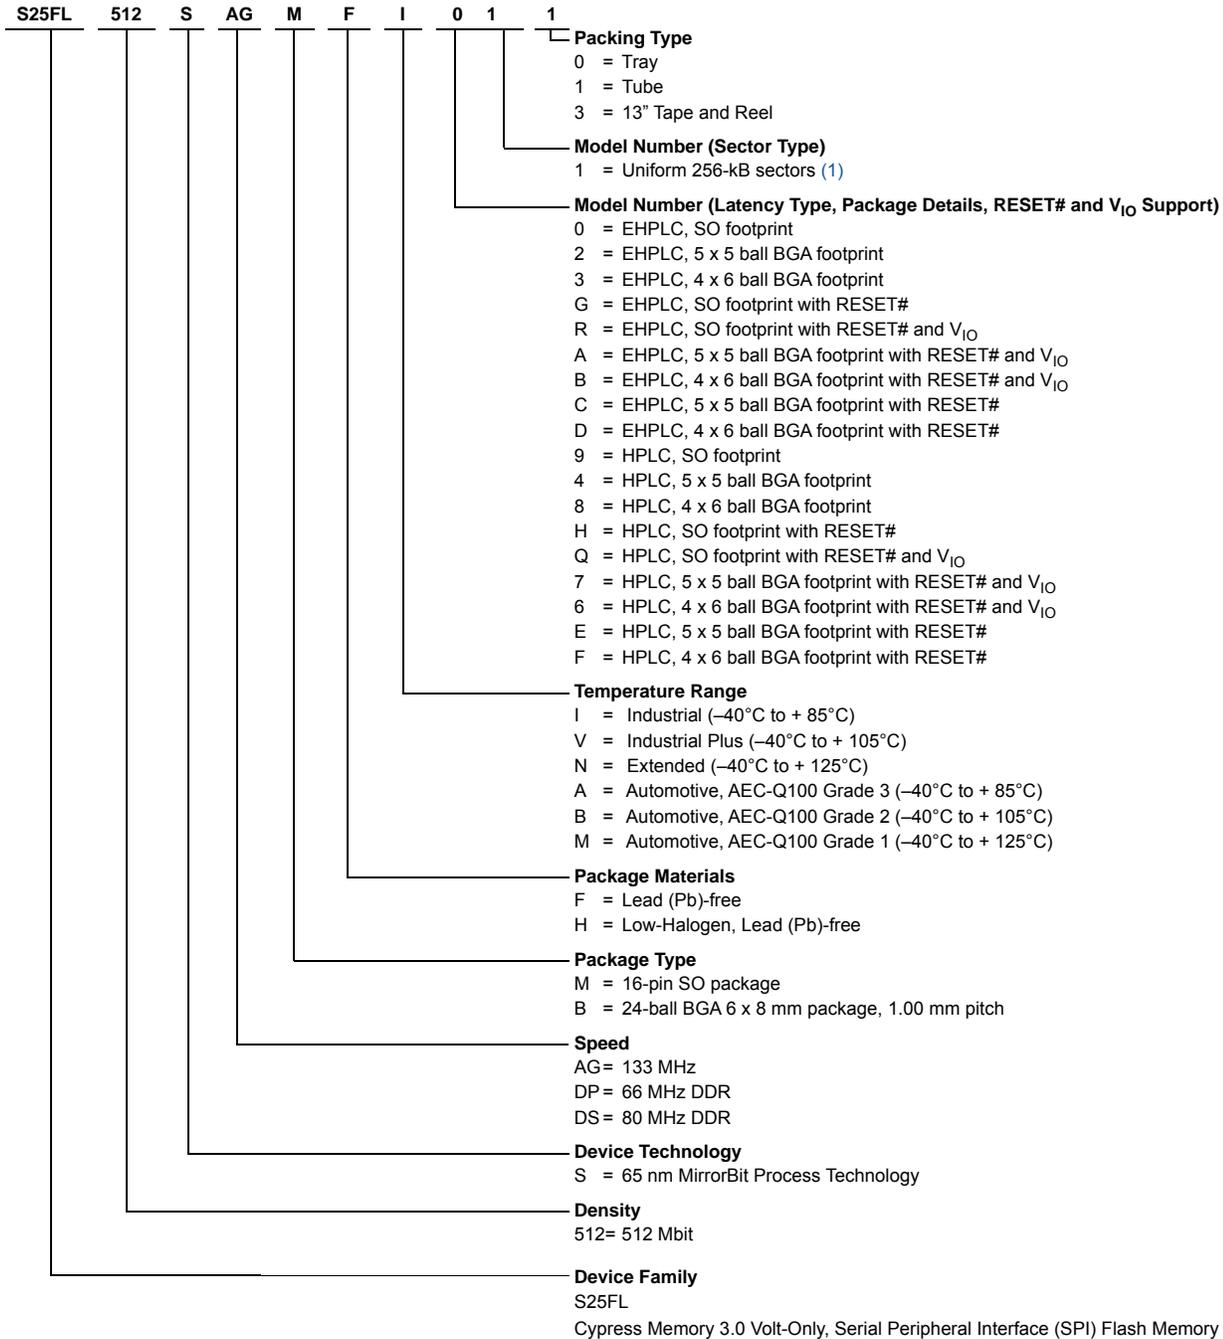 S25FL 512 S AG M F I 0 1 1
Packing Type
0 = Tray
1 = Tube
3 = 13” Tape and Reel
Model Number (Sector Type)
1 = Uniform 256-kB sectors (1)
Model Number (Latency Type, Package Details, RESET# and VIO Support)
0 = EHPLC, SO footprint
2 = EHPLC, 5 x 5 ball BGA footprint
3 = EHPLC, 4 x 6 ball BGA footprint
G = EHPLC, SO footprint with RESET#
R = EHPLC, SO footprint with RESET# and VIO
A = EHPLC, 5 x 5 ball BGA footprint with RESET# and VIO
B = EHPLC, 4 x 6 ball BGA footprint with RESET# and VIO
C = EHPLC, 5 x 5 ball BGA footprint with RESET#
D = EHPLC, 4 x 6 ball BGA footprint with RESET#
9 = HPLC, SO footprint
4 = HPLC, 5 x 5 ball BGA footprint
8 = HPLC, 4 x 6 ball BGA footprint
H = HPLC, SO footprint with RESET#
Q = HPLC, SO footprint with RESET# and VIO
7 = HPLC, 5 x 5 ball BGA footprint with RESET# and VIO
6 = HPLC, 4 x 6 ball BGA footprint with RESET# and VIO
E = HPLC, 5 x 5 ball BGA footprint with RESET#
F = HPLC, 4 x 6 ball BGA footprint with RESET#
Temperature Range
I = Industrial (–40°C to + 85°C)
V = Industrial Plus (–40°C to + 105°C)
N = Extended (–40°C to + 125°C)
A = Automotive, AEC-Q100 Grade 3 (–40°C to + 85°C)
B = Automotive, AEC-Q100 Grade 2 (–40°C to + 105°C)
M = Automotive, AEC-Q100 Grade 1 (–40°C to + 125°C)
Package Materials
F = Lead (Pb)-free
H = Low-Halogen, Lead (Pb)-free
Package Type
M = 16-pin SO package
B = 24-ball BGA 6 x 8 mm package, 1.00 mm pitch
Speed
AG= 133 MHz
DP= 66 MHz DDR
DS= 80 MHz DDR
Device Technology
S = 65 nm MirrorBit Process Technology
Density
512= 512 Mbit
Device Family
S25FL
Cypress Memory 3.0 Volt-Only, Serial Peripheral Interface (SPI) Flash Memory